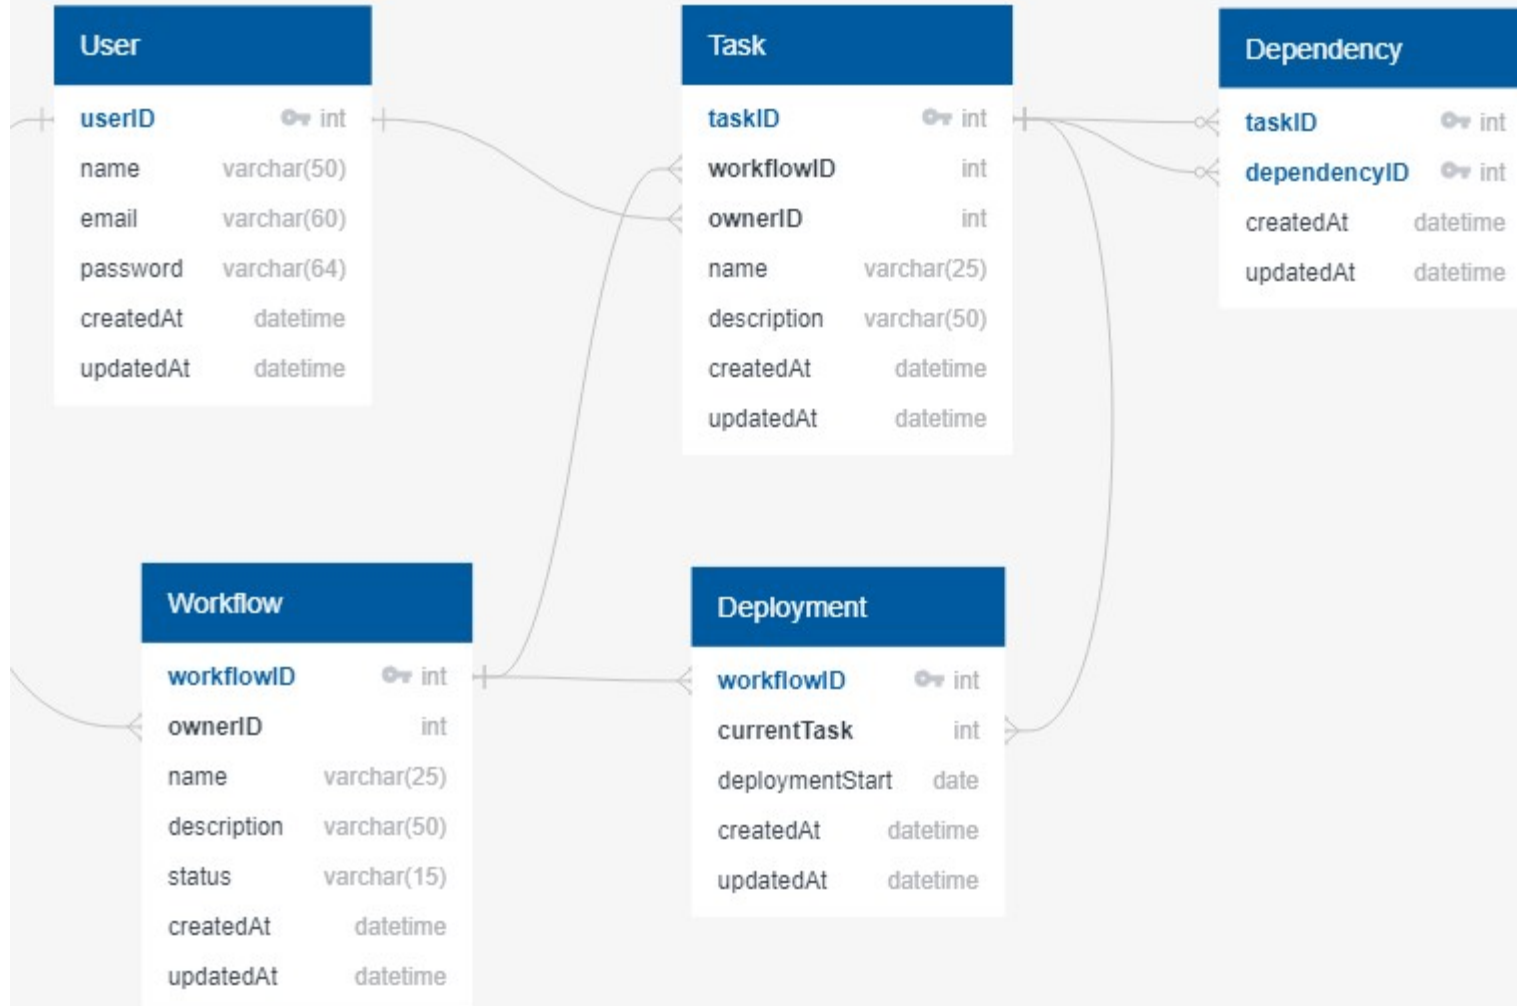 User
userID int
name varchar(50)
email varchar(60)
password varchar(64)
createdAt datetime
updatedAt datetime
Task
taskID int
workflowID int
ownerID int
name varchar(25)
description varchar(50)
createdAt datetime
updatedAt datetime
Dependency
taskID int
dependencyID int
createdAt datetime
updatedAt datetime
Workflow
workflowID int
ownerID int
name varchar(25)
description varchar(50)
status varchar(15)
createdAt datetime
updatedAt datetime
Deployment
workflowID int
currentTask int
deploymentStart date
createdAt datetime
updatedAt datetime